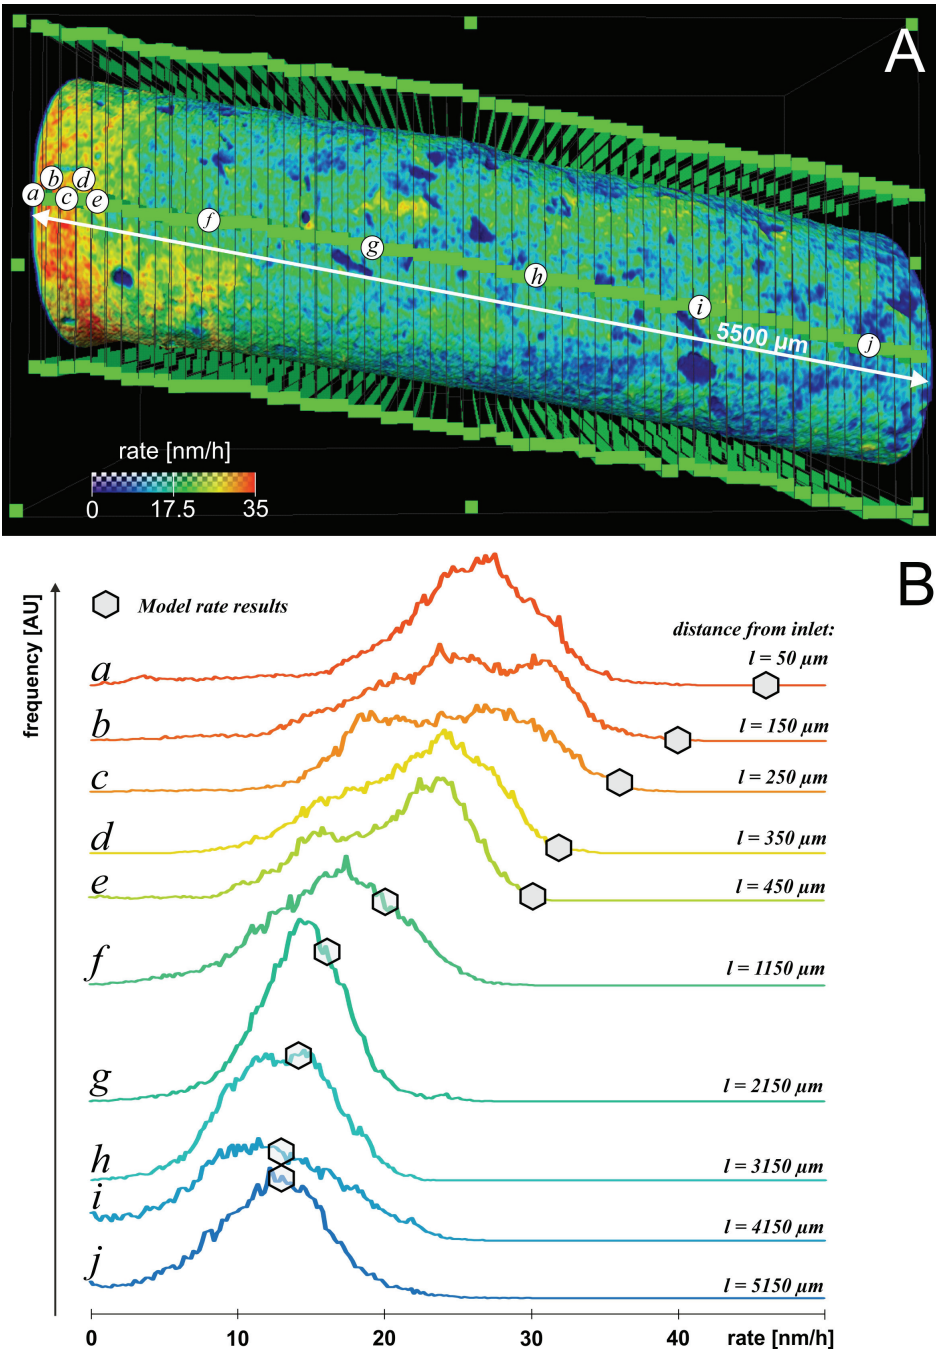 A
a b c d e f g h i j
5500 µm
rate [nm/h]
0 17.5 35
B
frequency [AU]
Model rate results
distance from inlet:
a l = 50 µm
b l = 150 µm
c l = 250 µm
d l = 350 µm
e l = 450 µm
f l = 1150 µm
g l = 2150 µm
h l = 3150 µm
i l = 4150 µm
j l = 5150 µm
0 10 20 30 40 rate [nm/h]